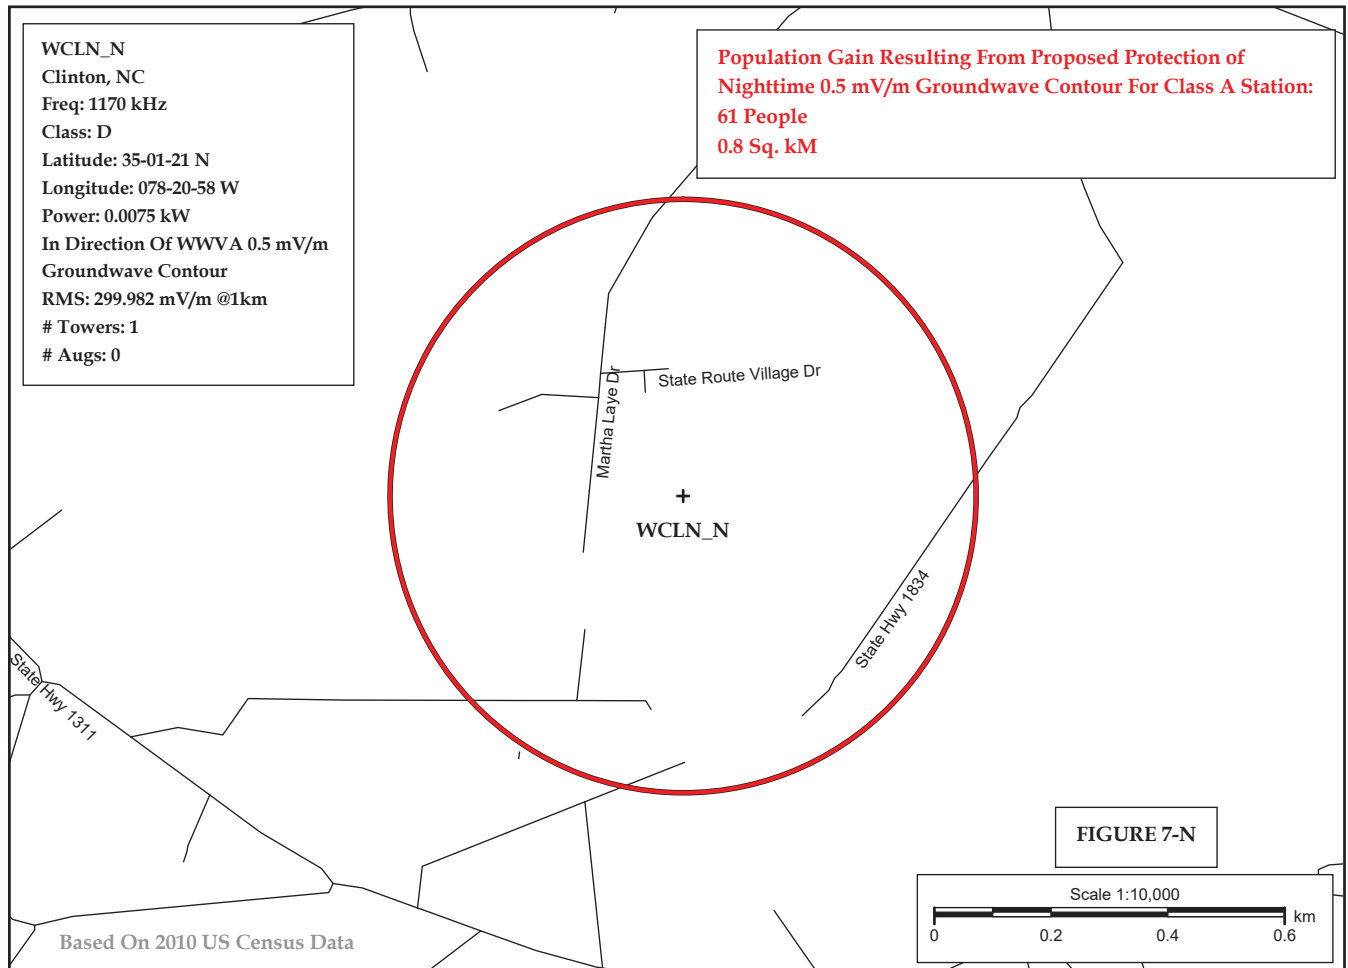 WCLN_N
Clinton, NC
Freq: 1170 kHz
Class: D
Latitude: 35-01-21 N
Longitude: 078-20-58 W
Power: 0.0075 kW
In Direction Of WWVA 0.5 mV/m
Groundwave Contour
RMS: 299.982 mV/m @1km
# Towers: 1
# Augs: 0
Population Gain Resulting From Proposed Protection of
Nighttime 0.5 mV/m Groundwave Contour For Class A Station:
61 People
0.8 Sq. kM
State Route Village Dr
Martha Laye Dr
WCLN_N
State Hwy 1834
State Hwy 1311
FIGURE 7-N
Scale 1:10,000
km
0 0.2 0.4 0.6
Based On 2010 US Census Data